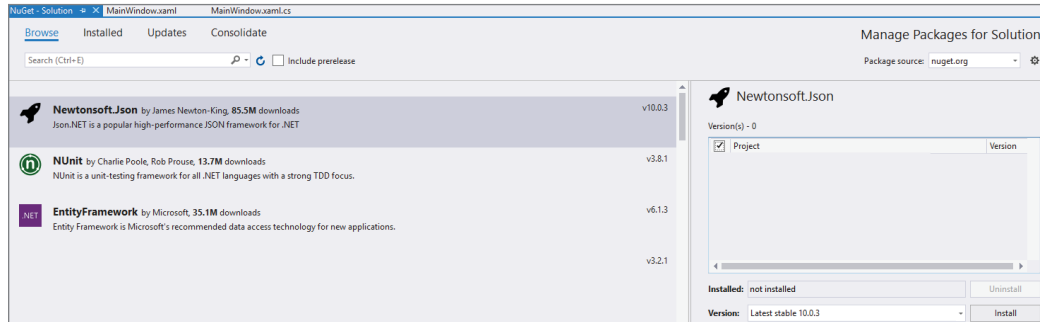 NuGet - Solution MainWindow.xaml MainWindow.xaml.cs
Browse Installed Updates Consolidate
Manage Packages for Solution
Search (Ctrl+E) Include prerelease
Package source: nuget.org
Newtonsoft.Json by James Newton-King, 85.5M downloads v10.0.3
Json.NET is a popular high-performance JSON framework for .NET
NUnit by Charlie Poole, Rob Prouse, 13.7M downloads v3.8.1
NUnit is a unit-testing framework for all .NET languages with a strong TDD focus.
.NET
EntityFramework by Microsoft, 35.1M downloads v6.1.3
Entity Framework is Microsoft's recommended data access technology for new applications.
v3.2.1
Newtonsoft.Json
Version(s) - 0
Project Version
Installed: not installed Uninstall
Version: Latest stable 10.0.3 Install